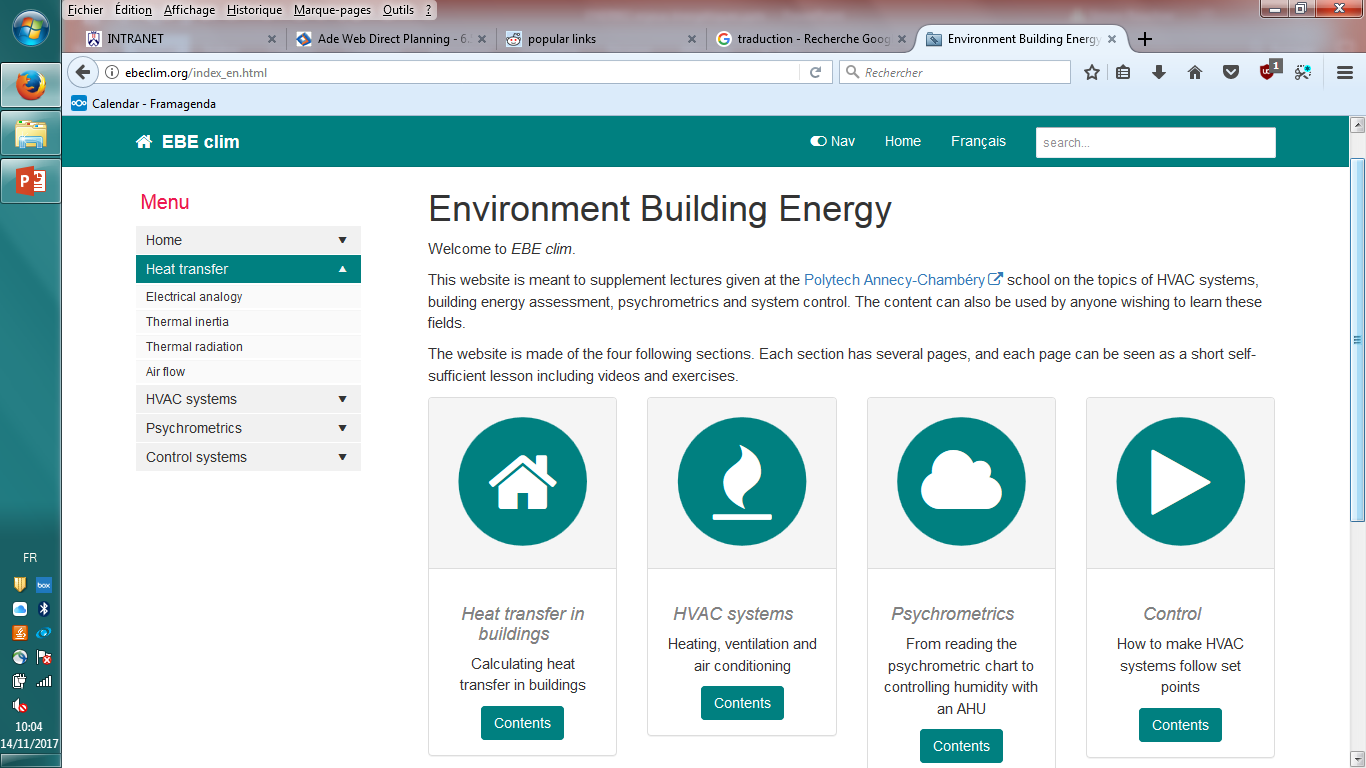 Fichier Édition Affichage Historique Marque-pages Outils ?
INTRANET
Ade Web Direct Planning - 6.
popular links
traduction - Recherche Goog
Environment Building Energy
ebeclim.org/index_en.html
Rechercher
1
Calendar - Framagenda
EBE clim
Nav
Home
Français
search...
Menu
Home
Heat transfer
Electrical analogy
Thermal inertia
Thermal radiation
Air flow
HVAC systems
Psychrometrics
Control systems
Environment Building Energy
Welcome to EBE clim.
This website is meant to supplement lectures given at the Polytech Annecy-Chambéry school on the topics of HVAC systems,
building energy assessment, psychrometrics and system control. The content can also be used by anyone wishing to learn these
fields.
The website is made of the four following sections. Each section has several pages, and each page can be seen as a short self-
sufficient lesson including videos and exercises.
Heat transfer in
buildings
Calculating heat
transfer in buildings
Contents
HVAC systems
Heating, ventilation and
air conditioning
Contents
Psychrometrics
From reading the
psychrometric chart to
controlling humidity with
an AHU
Contents
Control
How to make HVAC
systems follow set
points
Contents
FR
box
10:04
14/11/2017